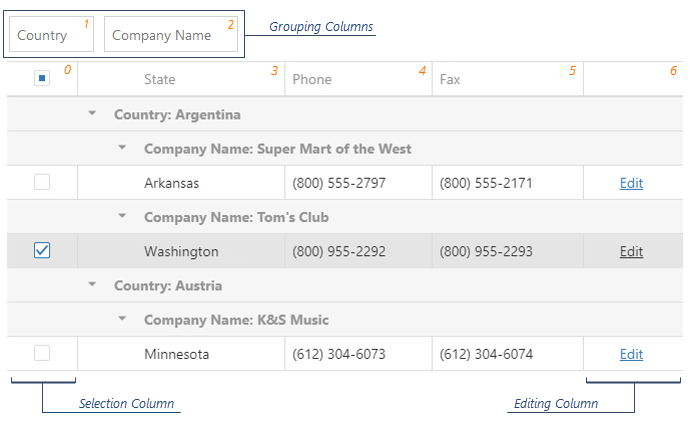 Country 1 Company Name 2 Grouping Columns
0 State 3 Phone 4 Fax 5 6
Country: Argentina
Company Name: Super Mart of the West
Arkansas (800) 555-2797 (800) 555-2171 Edit
Company Name: Tom's Club
Washington (800) 955-2292 (800) 955-2293 Edit
Country: Austria
Company Name: K&S Music
Minnesota (612) 304-6073 (612) 304-6074 Edit
Selection Column Editing Column